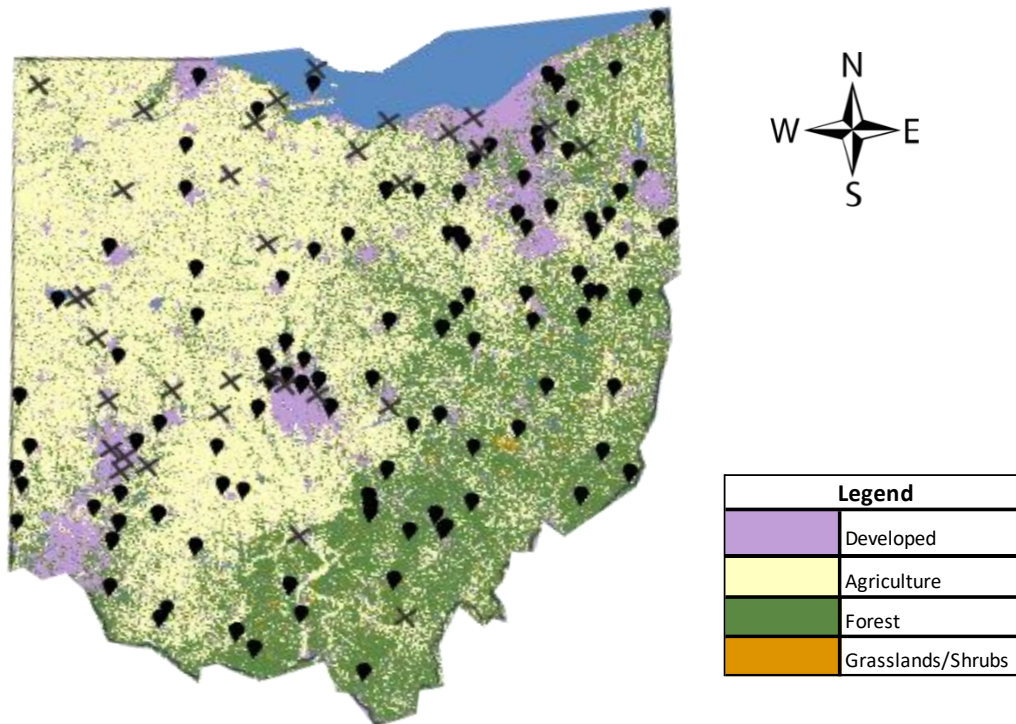 N
W E
S
Legend
Developed
Agriculture
Forest
Grasslands/Shrubs